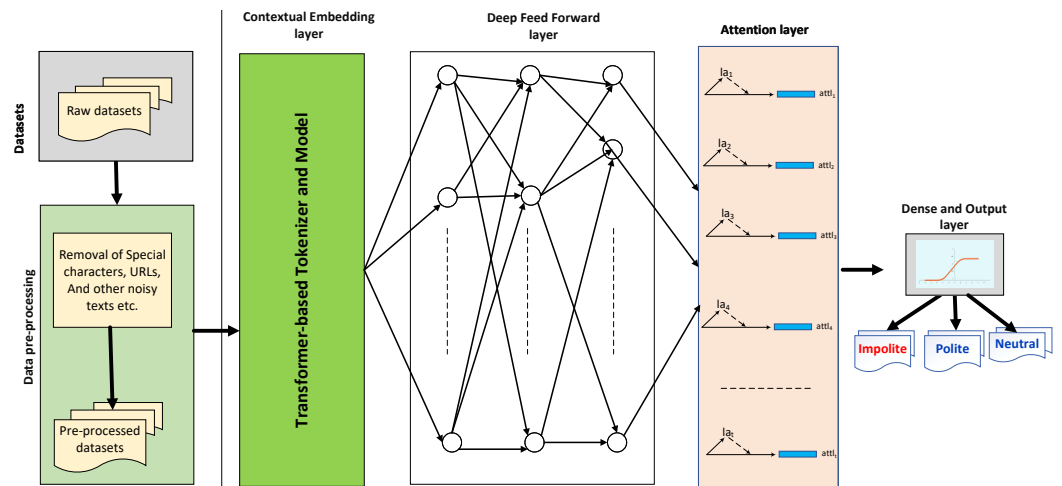 Datasets
Raw datasets
Data pre-processing
Removal of Special
characters, URLs,
And other noisy
texts etc.
Pre-processed
datasets
Contextual Embedding
layer
Transformer-based Tokenizer and Model
Deep Feed Forward
layer
Attention layer
la₁
attl₁
la₂
attl₂
la₃
attl₃
la₄
attl₄
Dense and Output
layer
Impolite
Polite
Neutral